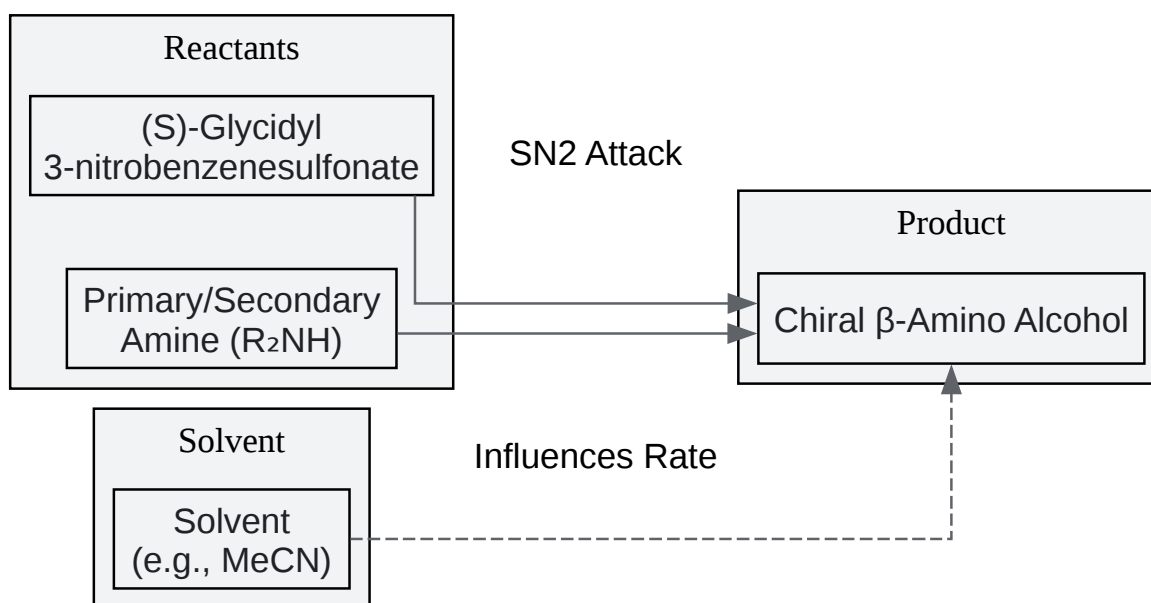 Reactants
(S)-Glycidyl
3-nitrobenzenesulfonate
SN2 Attack
Primary/Secondary
Amine (R₂NH)
Product
Chiral β-Amino Alcohol
Solvent
Influences Rate
Solvent
(e.g., MeCN)